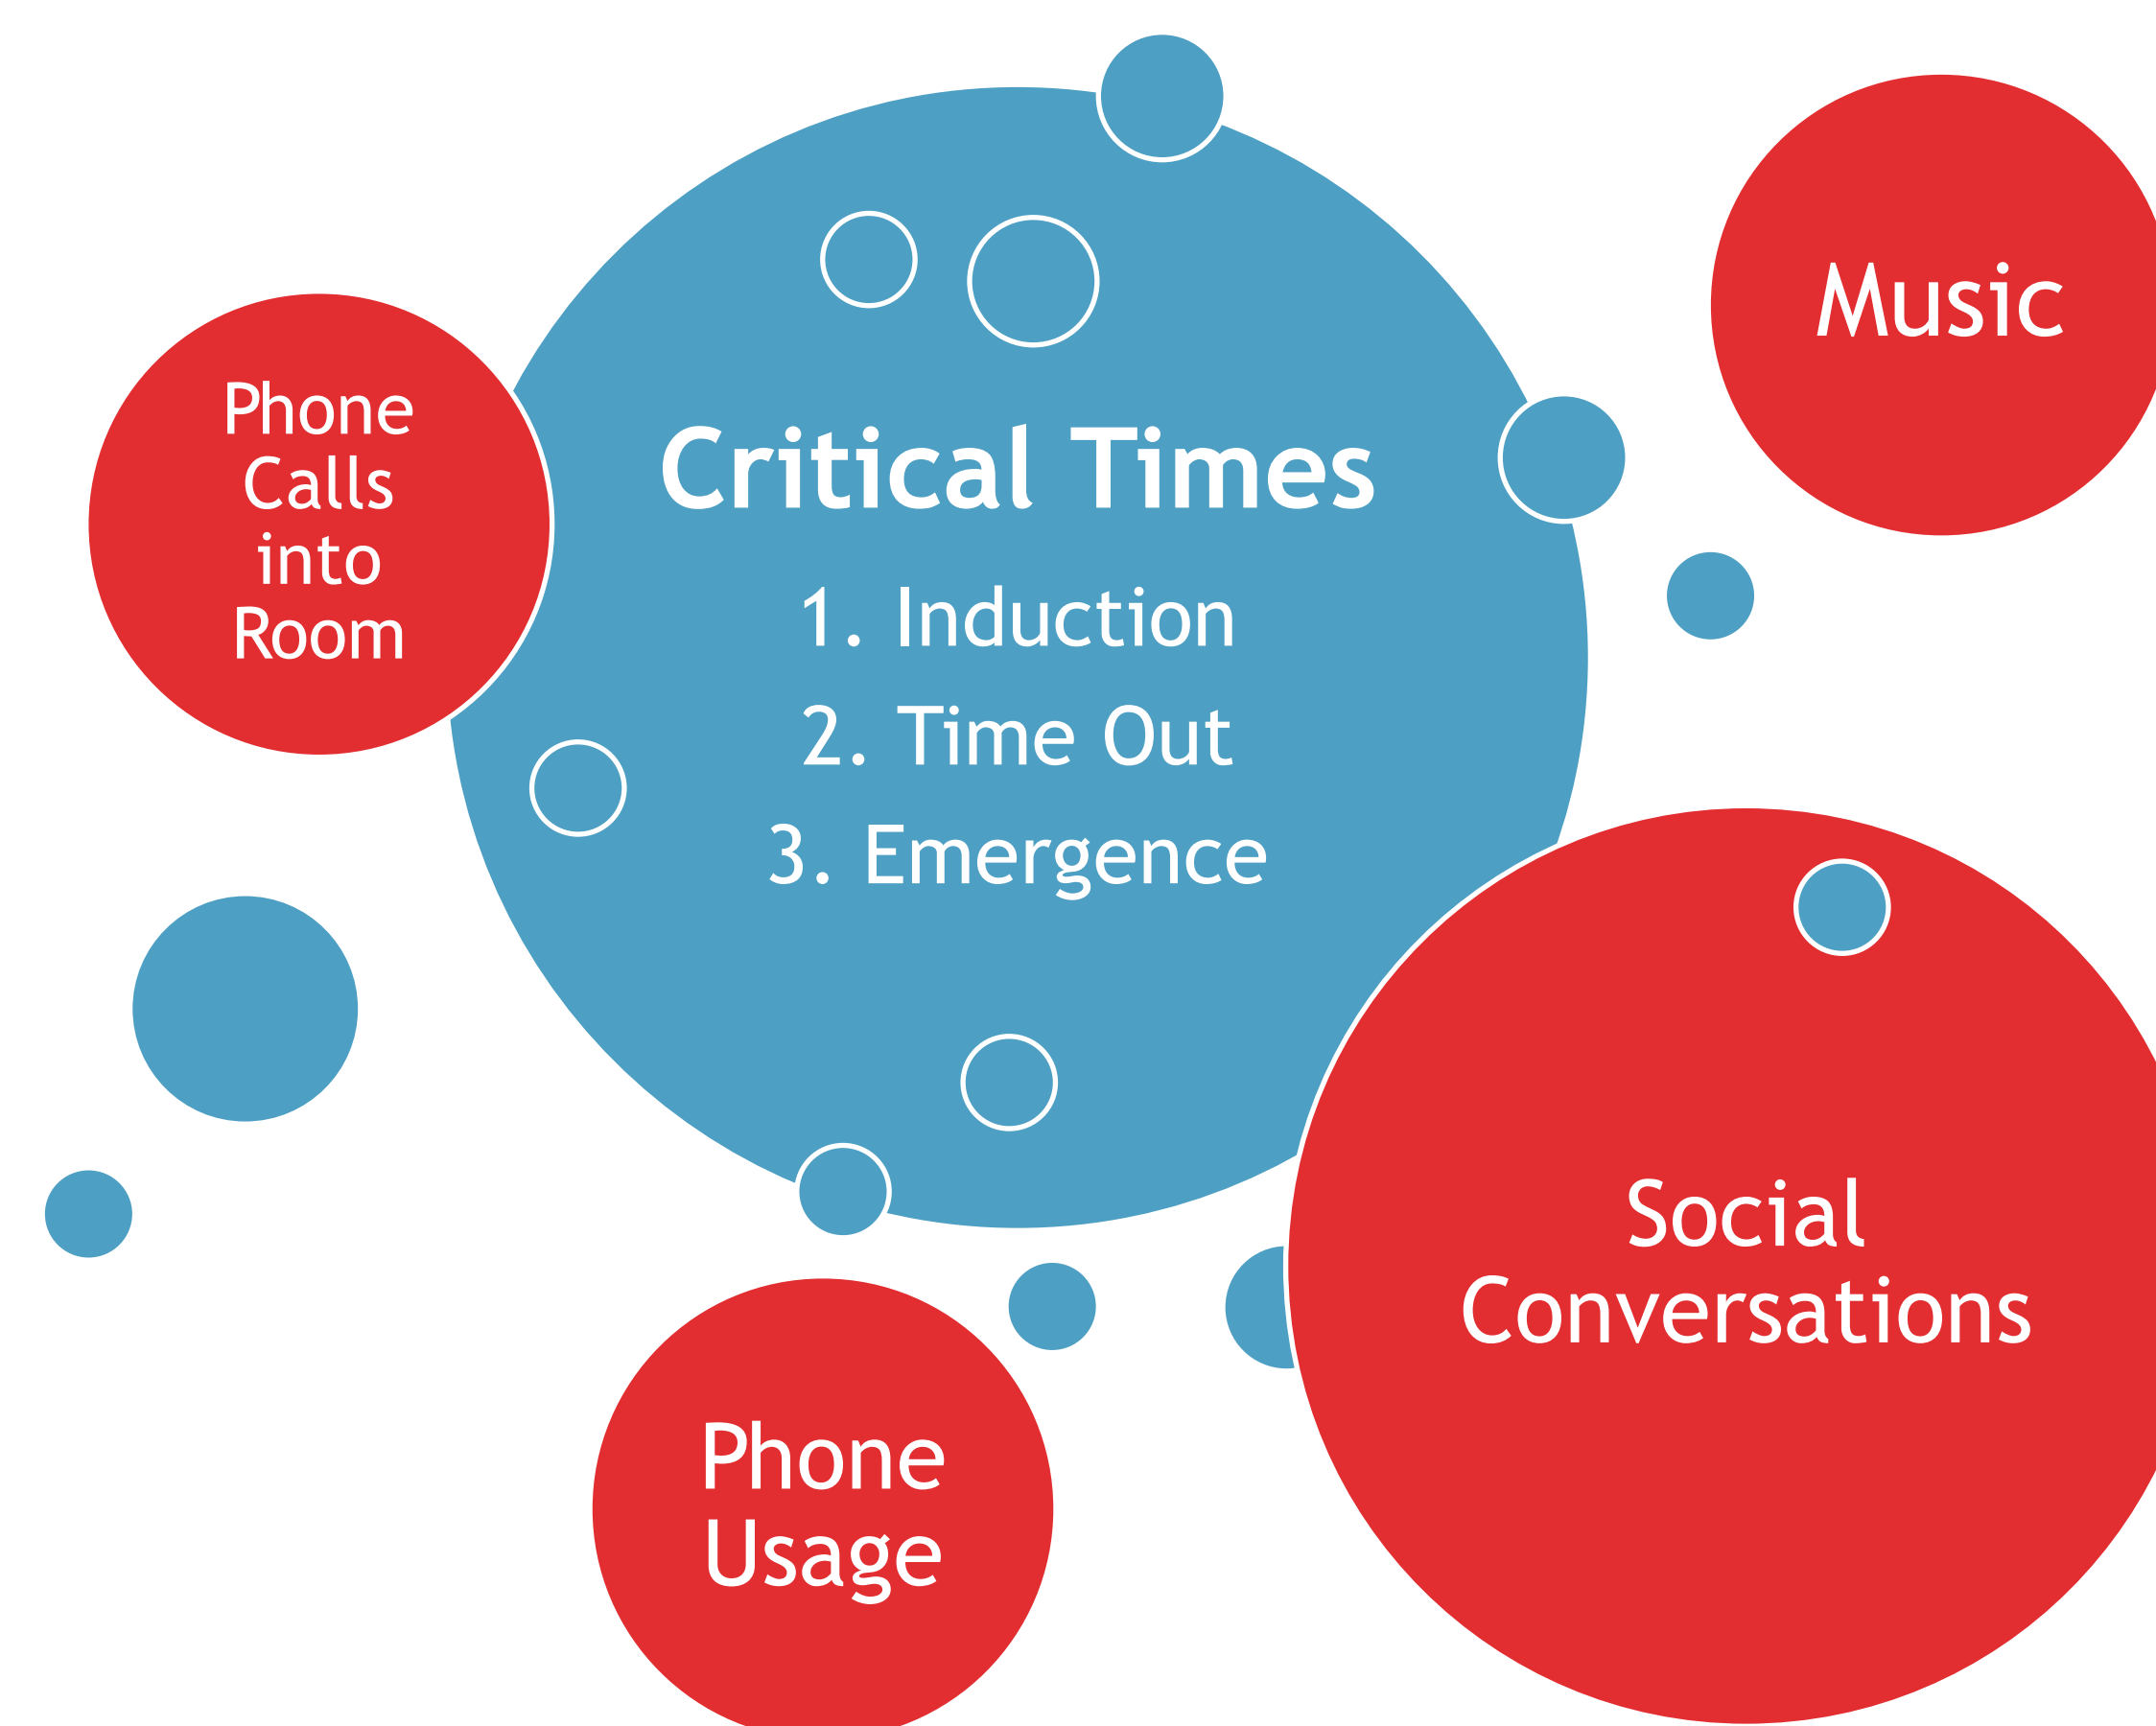 Critical Times
1. Induction
2. Time Out
3. Emergence
Phone
Calls
into
Room
Music
Social
Conversations
Phone
Usage